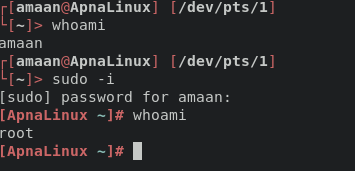 ┌[amaan@ApnaLinux] [/dev/pts/1]
└[~]> whoami
amaan
┌[amaan@ApnaLinux] [/dev/pts/1]
└[~]> sudo -i
[sudo] password for amaan:
[ApnaLinux ~]# whoami
root
[ApnaLinux ~]#